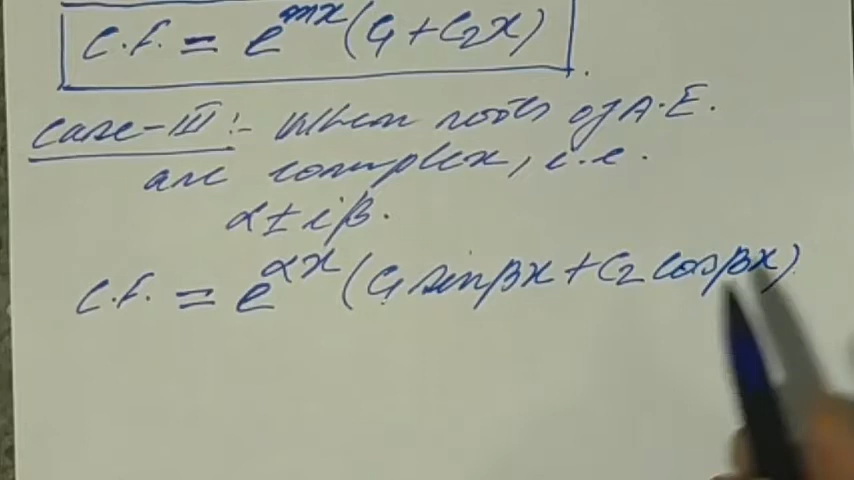 C.F. = e^{mx}(C₁+C₂x)
Case-III:- When roots of A.E.
are complex, i.e.
α±iβ.
C.F. = e^{αx}(C₁ sinβx + C₂ cosβx)